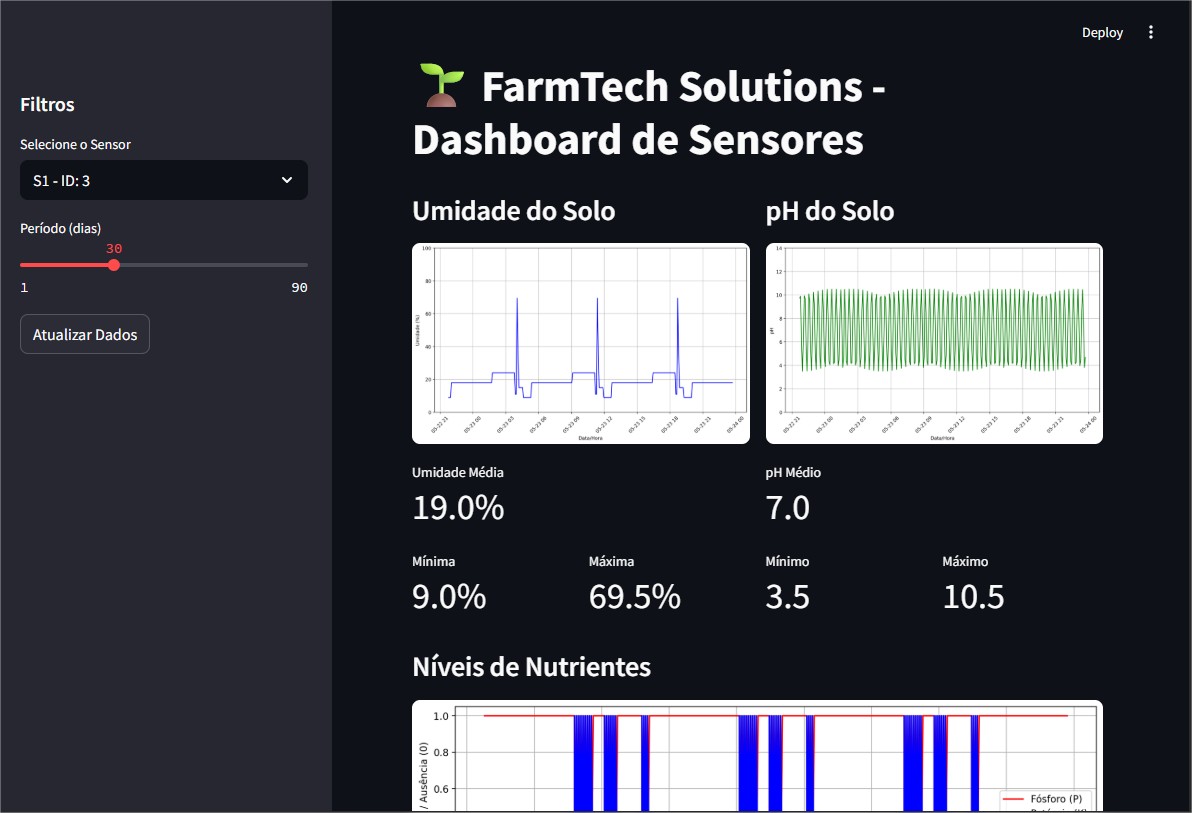 Deploy
FarmTech Solutions -
Dashboard de Sensores
Filtros
Selecione o Sensor
S1 - ID: 3
Período (dias)
30
1
90
Atualizar Dados
Umidade do Solo
pH do Solo
100
80
60
40
20
0
Umidade (%)
05-22 21
05-23 00
05-23 03
05-23 06
05-23 09
05-23 12
05-23 15
05-23 18
05-23 21
05-24 00
Data/Hora
14
12
10
8
6
4
2
0
pH
05-22 21
05-23 00
05-23 03
05-23 06
05-23 09
05-23 12
05-23 15
05-23 18
05-23 21
05-24 00
Data/Hora
Umidade Média
19.0%
pH Médio
7.0
Mínima
9.0%
Máxima
69.5%
Mínimo
3.5
Máximo
10.5
Níveis de Nutrientes
1.0
0.8
0.6
/ Ausência (0)
Fósforo (P)